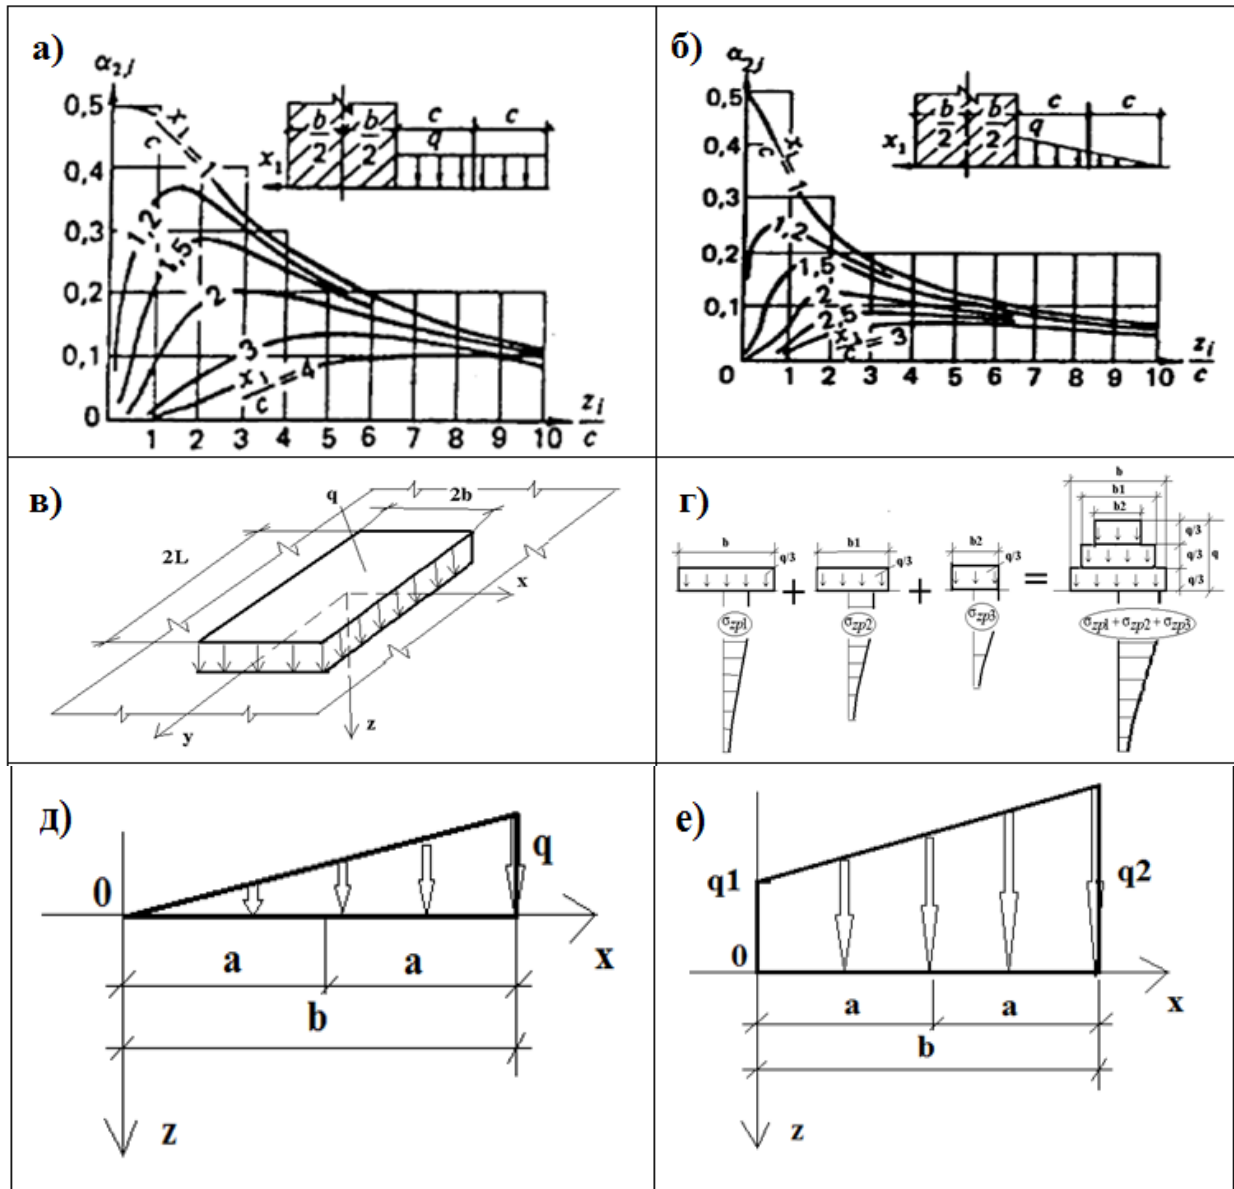 а)
α2j
0,5
0,4
0,3
0,2
0,1
0
1 2 3 4 5 6 7 8 9 10
zi/c
x1/c = 1
1,2
1,5
2
3
x1/c = 4
b/2 b/2 c c
q
x1
б)
α2j
0,5
0,4
0,3
0,2
0,1
0
1 2 3 4 5 6 7 8 9 10
zi/c
x1/c = 1
1,2
1,5
2
2,5
x1/c = 3
b/2 b/2 c c
q
x1
в)
q
2b
2L
x
y
z
г)
b
b1
b2
b b1 b2
q/3 q/3 q/3
+ + =
q/3
q/3
q/3
q
σzp1
σzp2
σzp3
σzp1 + σzp2 + σzp3
д)
0
q
x
a a
b
z
е)
q1
q2
0
x
a a
b
z